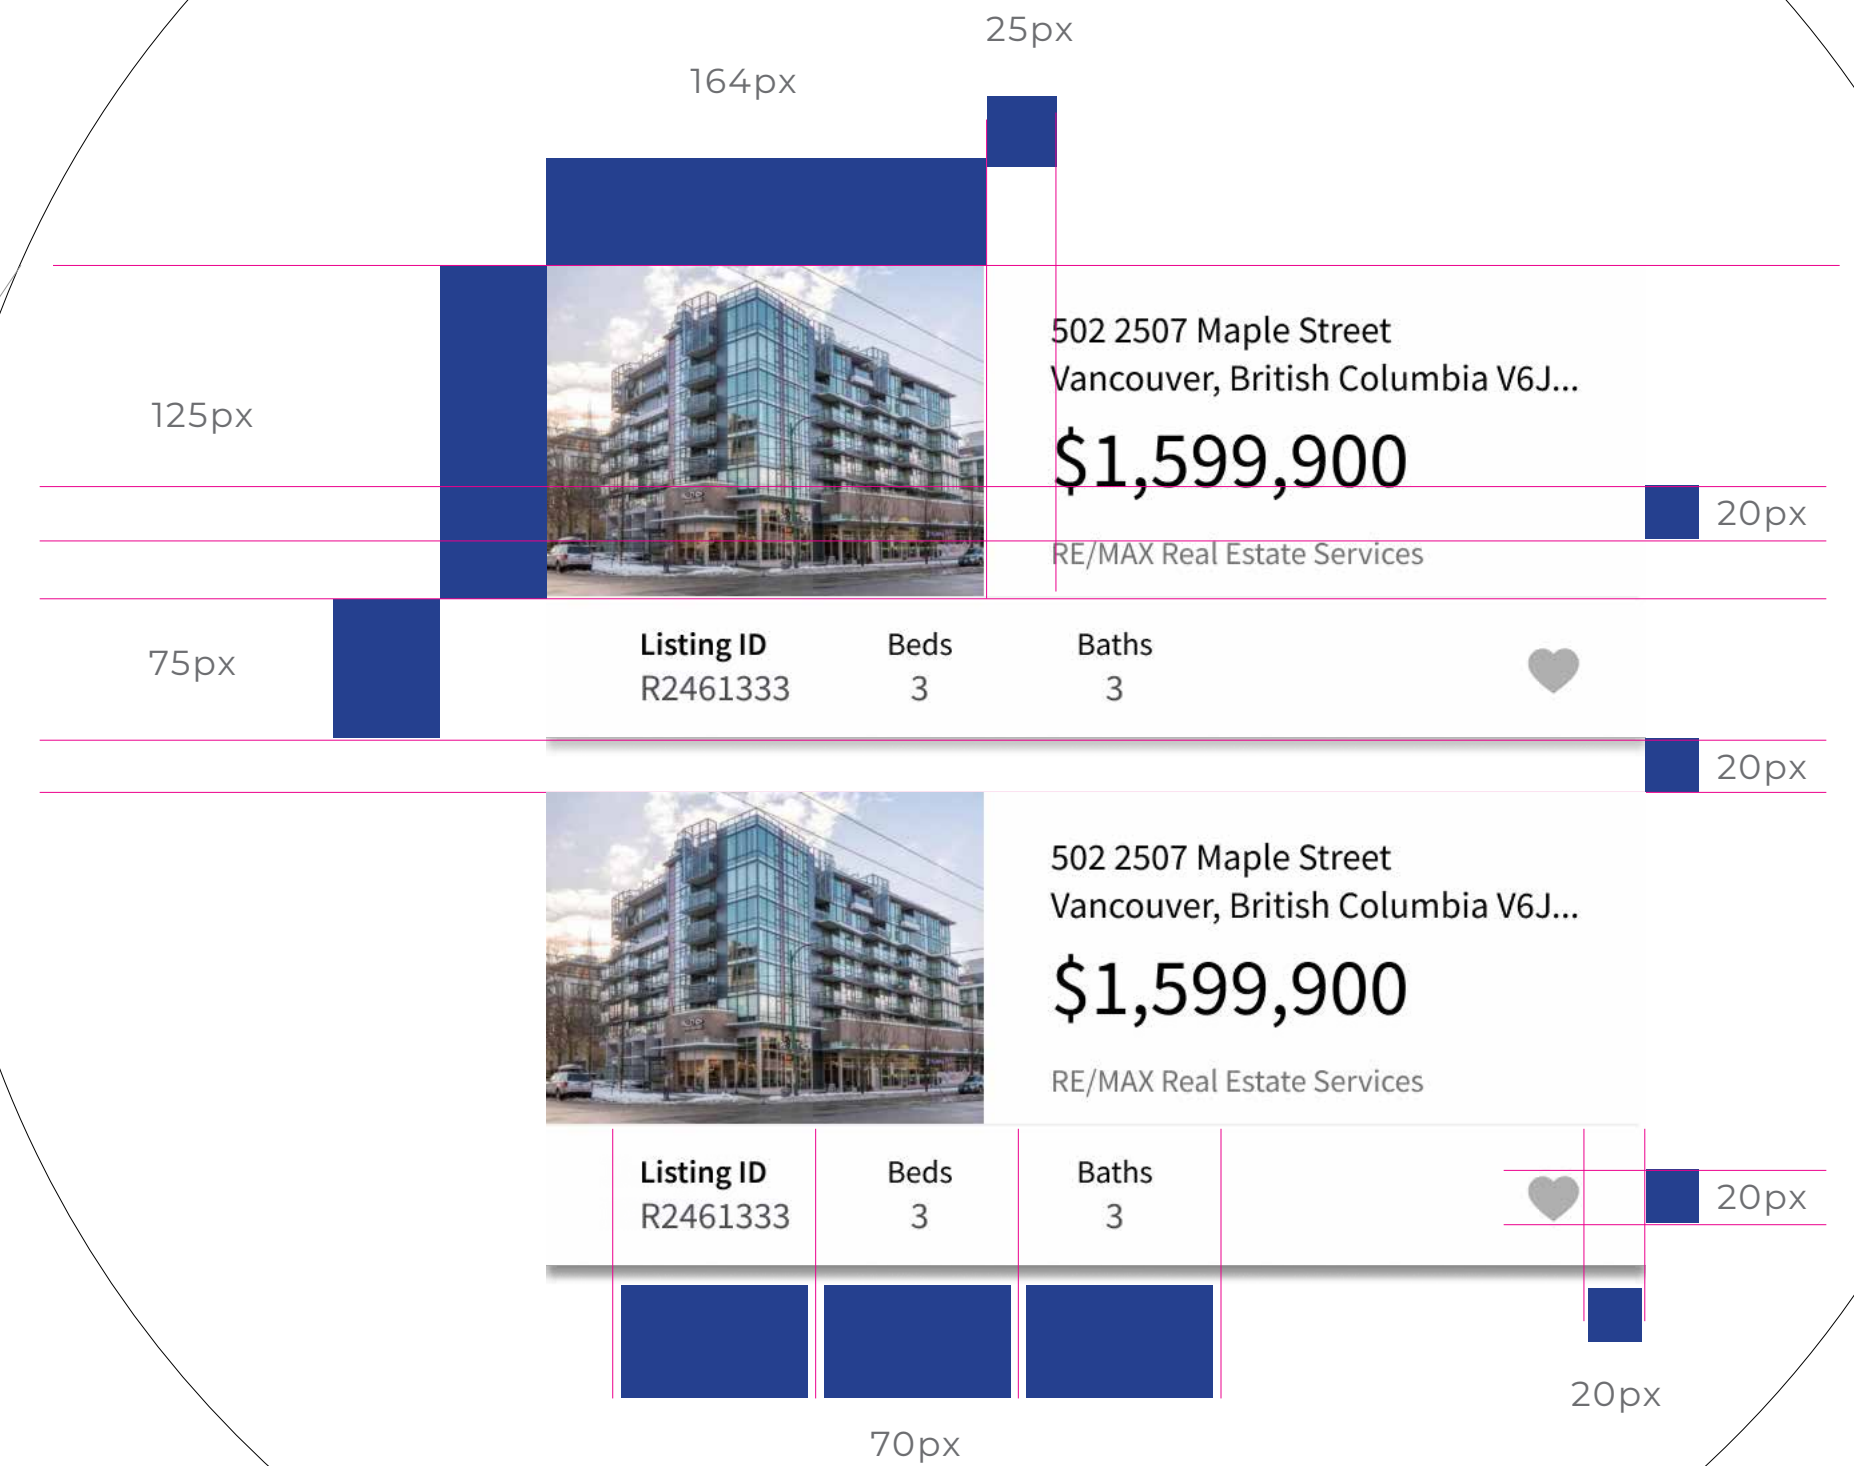 25px
164px
125px
502 2507 Maple Street
Vancouver, British Columbia V6J...
$1,599,900
20px
RE/MAX Real Estate Services
75px
Listing ID Beds Baths
R2461333 3 3
20px
502 2507 Maple Street
Vancouver, British Columbia V6J...
$1,599,900
RE/MAX Real Estate Services
Listing ID Beds Baths
R2461333 3 3
20px
20px
70px